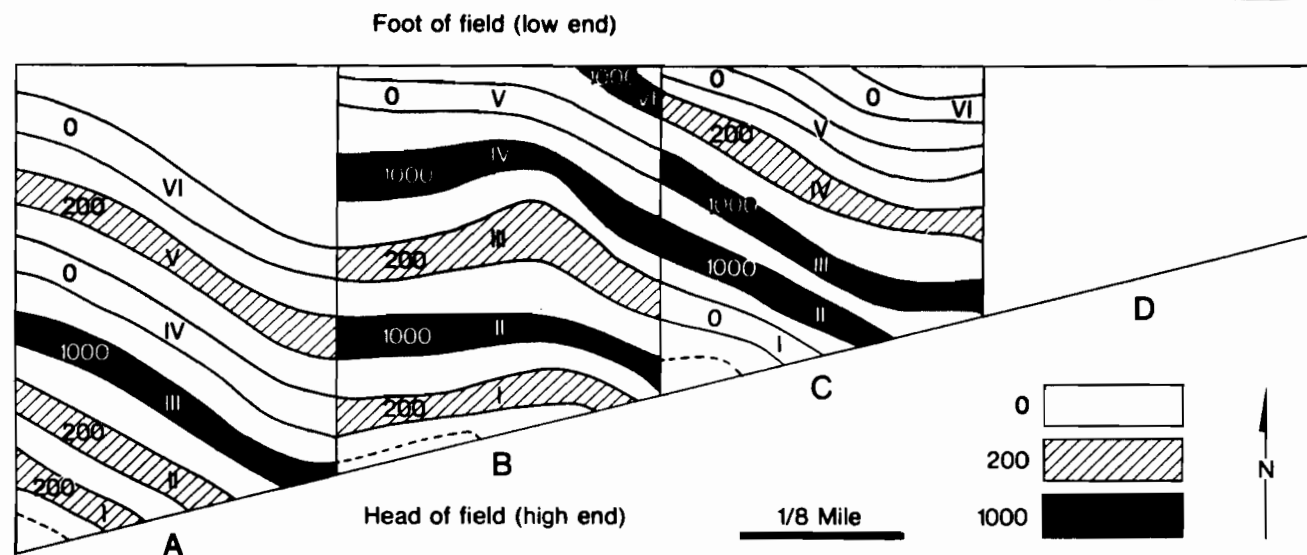 Foot of field (low end)
0
VI
200
V
0
IV
1000
III
200
II
200
I
A
0
V
1000
IV
200
III
1000
II
200
I
B
1000
VI
0
0
VI
200
V
IV
1000
III
1000
II
0
I
C
D
Head of field (high end)
1/8 Mile
0
200
1000
N